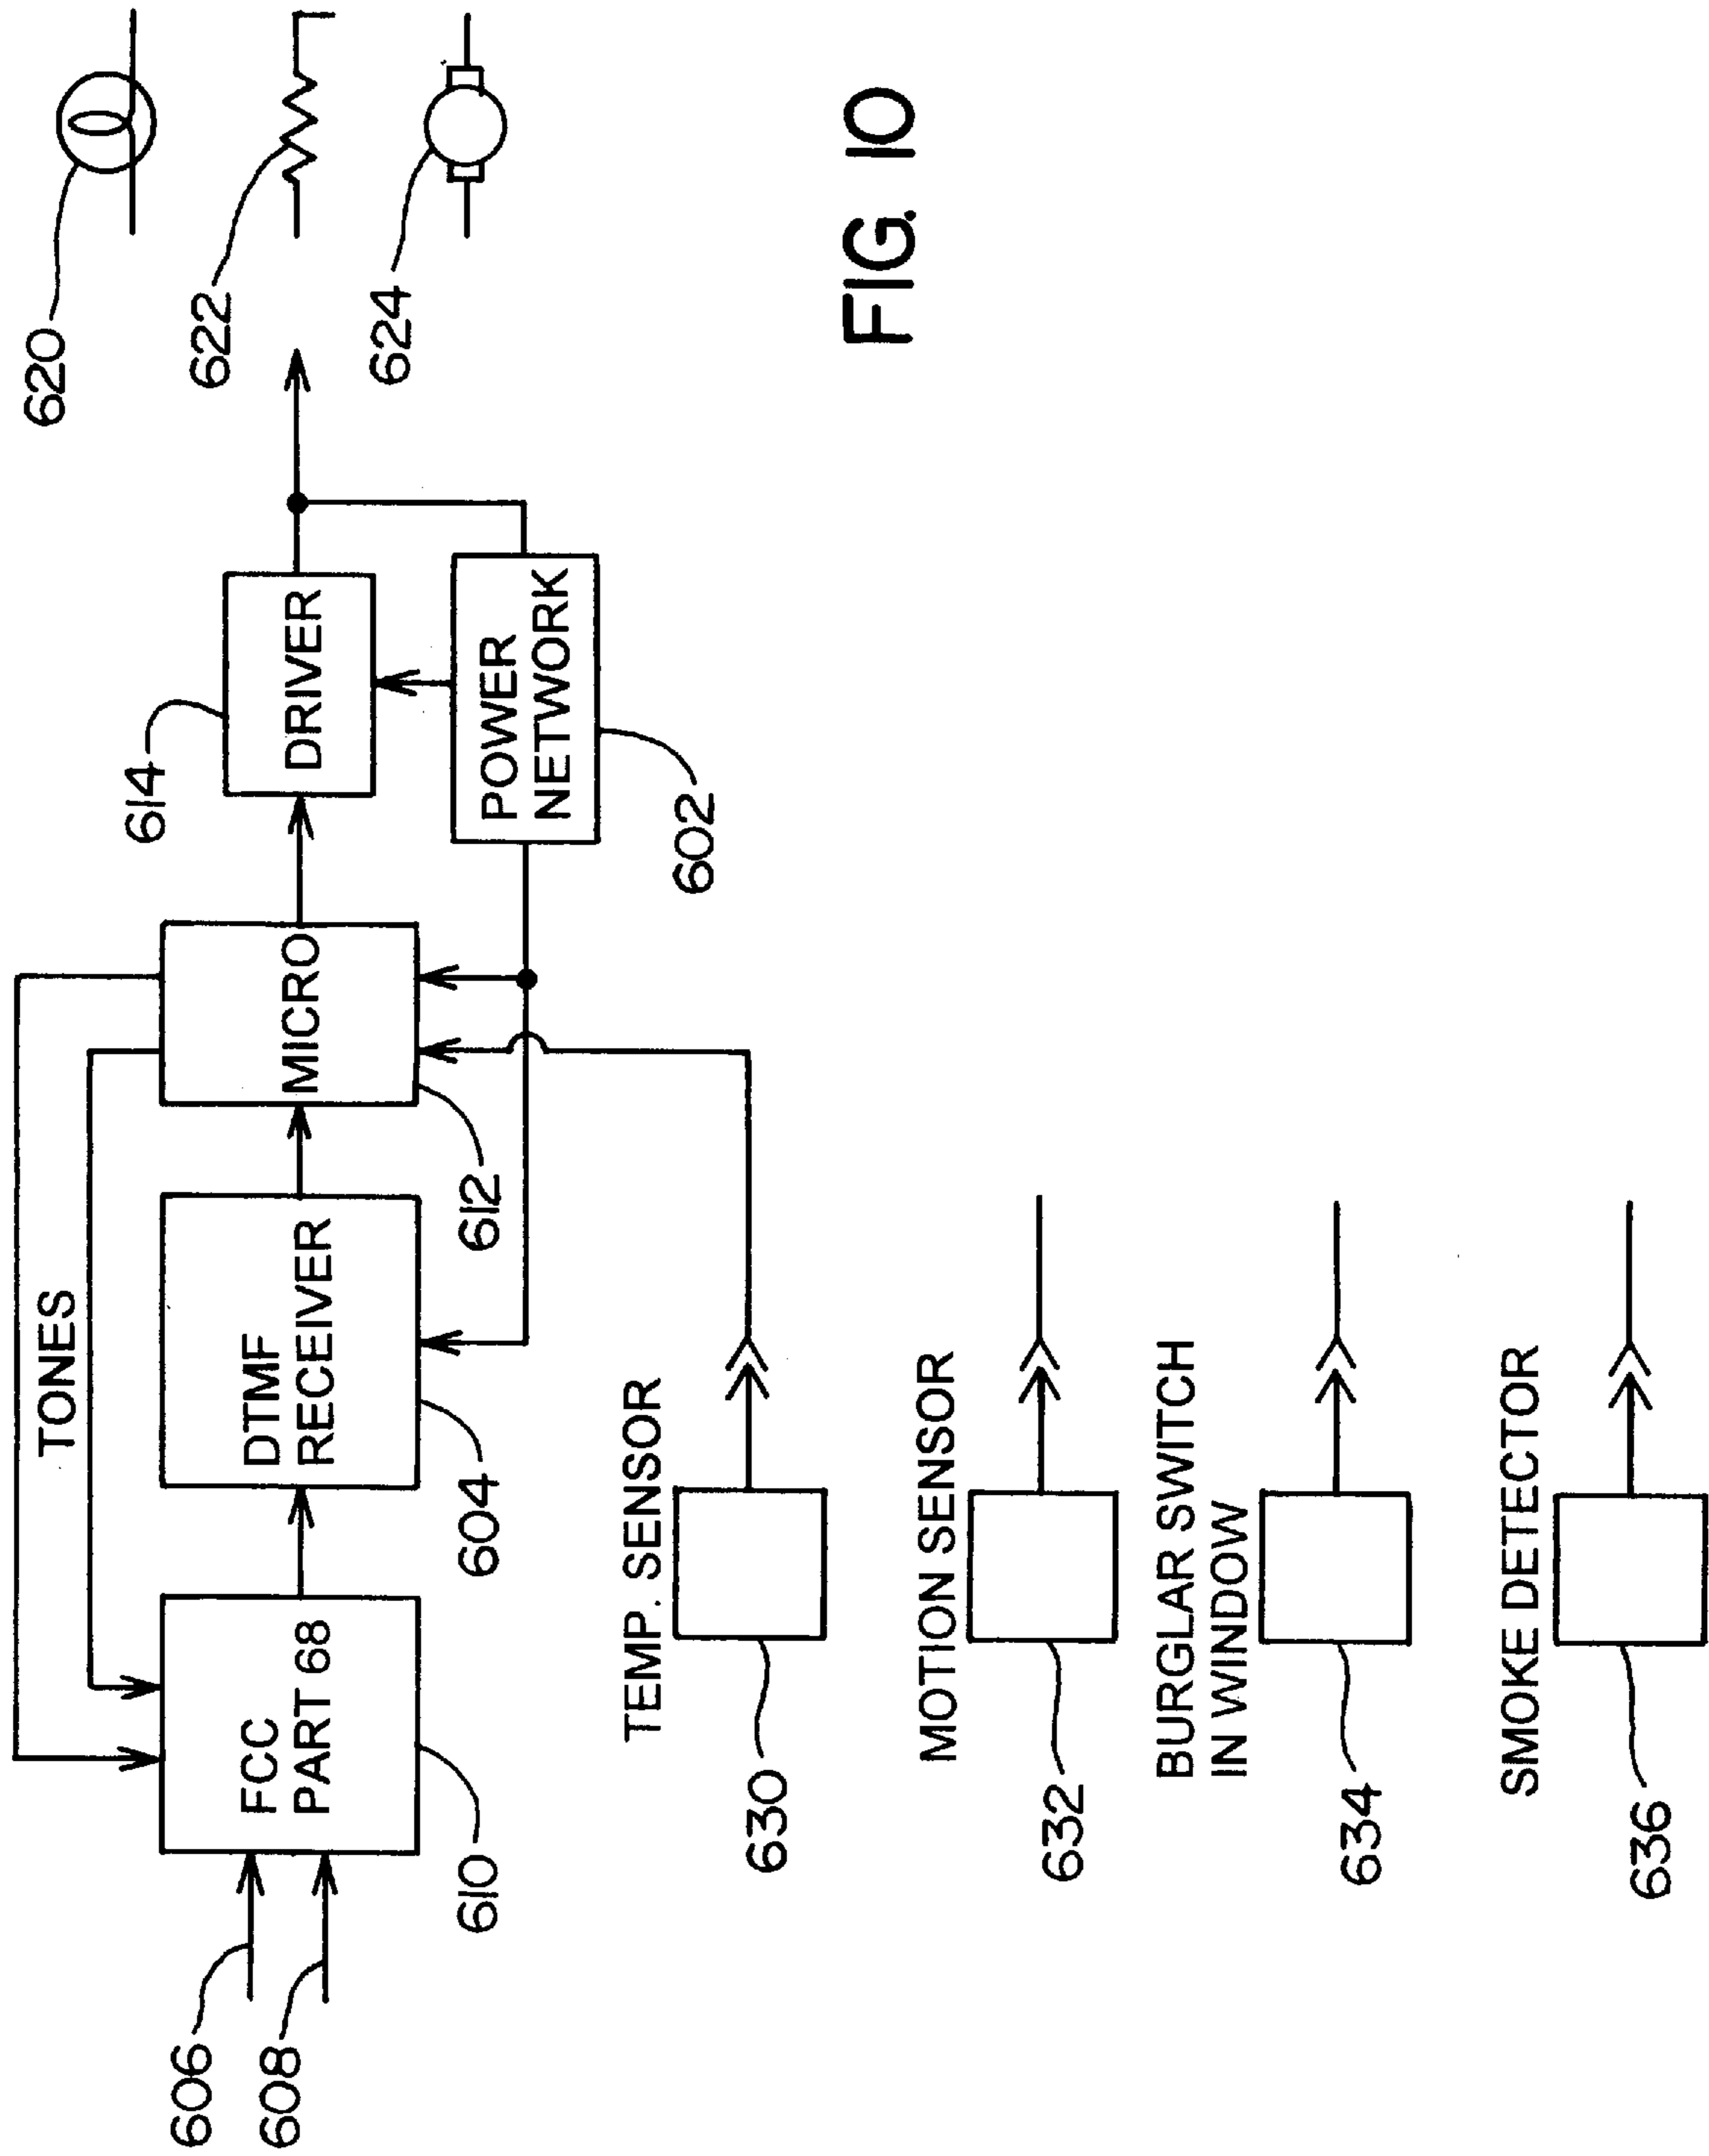 TONES
606
608
FCC
PART 68
610
DTMF
RECEIVER
604
MICRO
612
614
DRIVER
POWER
NETWORK
602
620
622
624
TEMP. SENSOR
630
MOTION SENSOR
632
BURGLAR SWITCH
IN WINDOW
634
SMOKE DETECTOR
636
FIG. 10